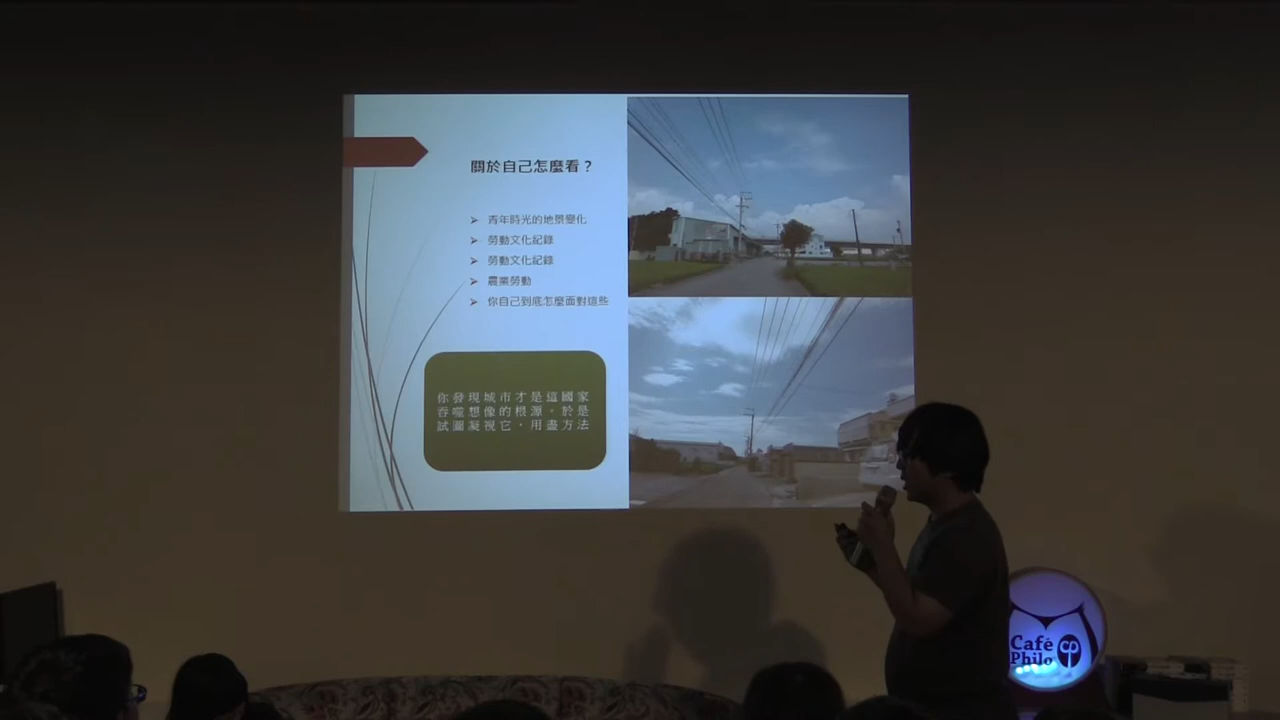 關於自己怎麼看？
青年時光的地景變化
勞動文化紀錄
勞動文化紀錄
農業勞動
你自己到底怎麼面對這些
你發現城市才是這國家
吞噬想像的根源。於是
試圖凝視它，用盡方法
Café
Philo